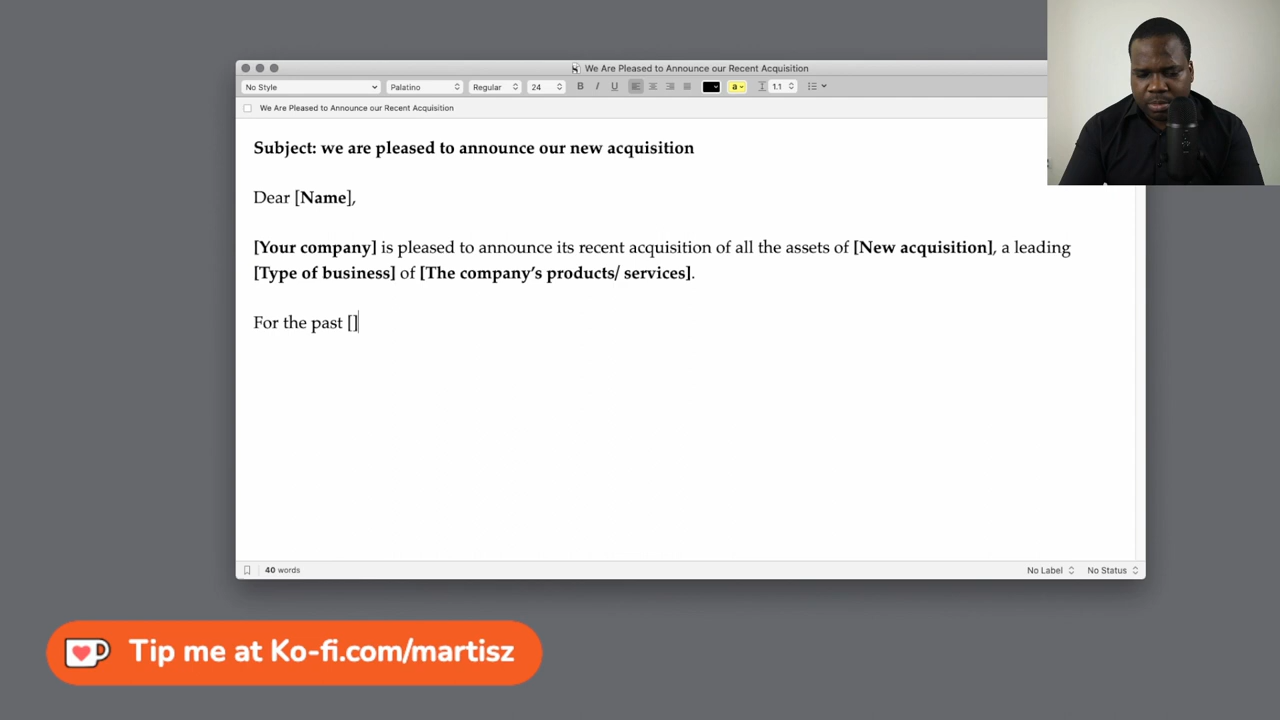 We Are Pleased to Announce our Recent Acquisition
No Style
Palatino
Regular
24
B
I
U
a
1.1
We Are Pleased to Announce our Recent Acquisition
Subject: we are pleased to announce our new acquisition
Dear [Name],
[Your company] is pleased to announce its recent acquisition of all the assets of [New acquisition], a leading
[Type of business] of [The company’s products/ services].
For the past []
40 words
No Label
No Status
Tip me at Ko-fi.com/martisz